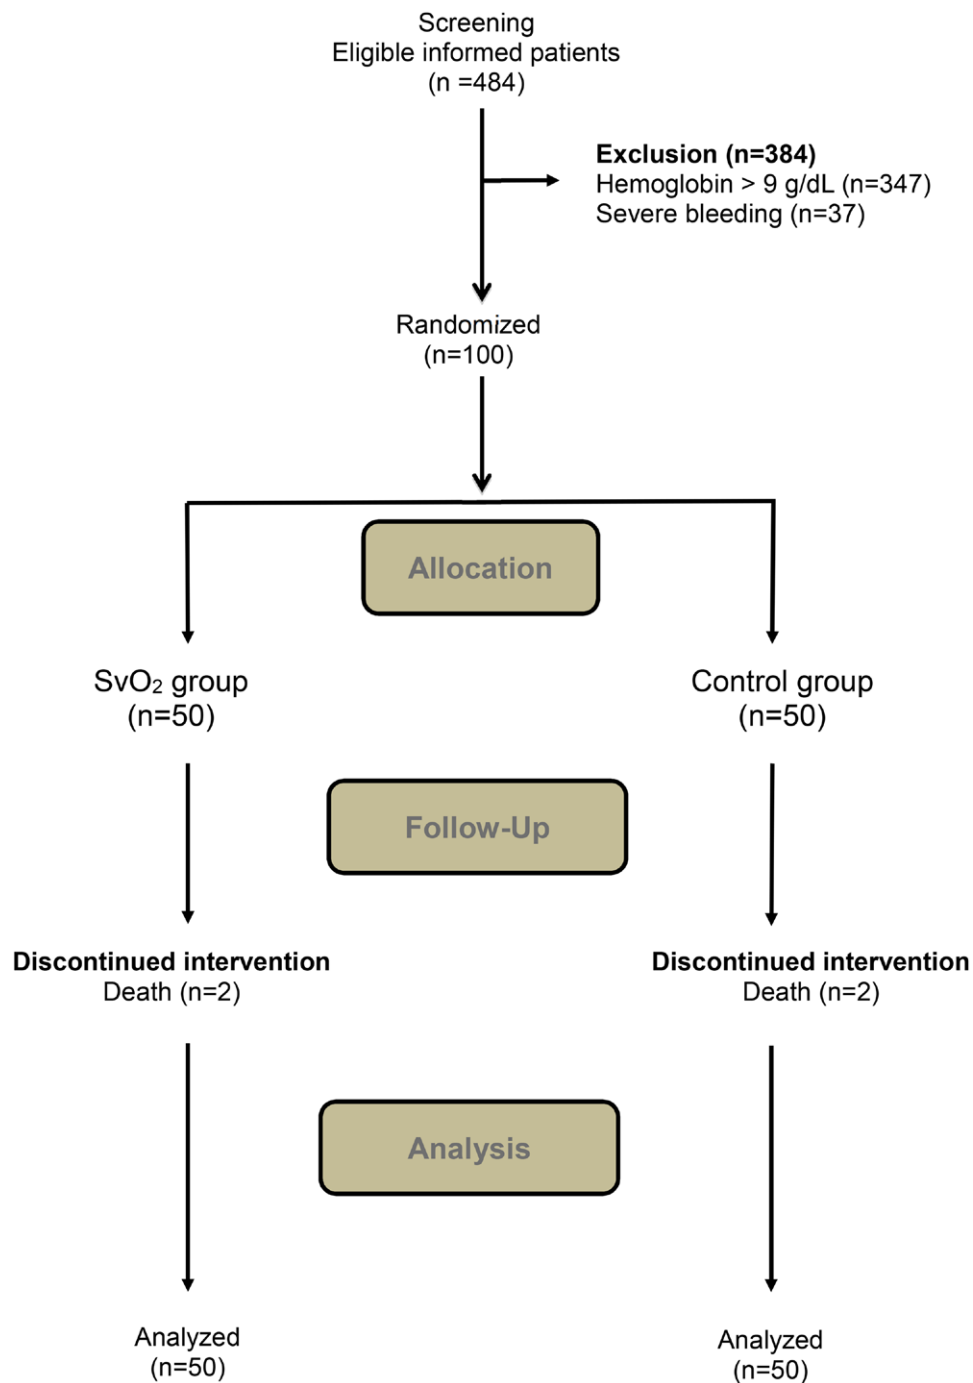 Screening
Eligible informed patients
(n =484)
Exclusion (n=384)
Hemoglobin > 9 g/dL (n=347)
Severe bleeding (n=37)
Randomized
(n=100)
Allocation
SvO₂ group
(n=50)
Control group
(n=50)
Follow-Up
Discontinued intervention
Death (n=2)
Discontinued intervention
Death (n=2)
Analysis
Analyzed
(n=50)
Analyzed
(n=50)